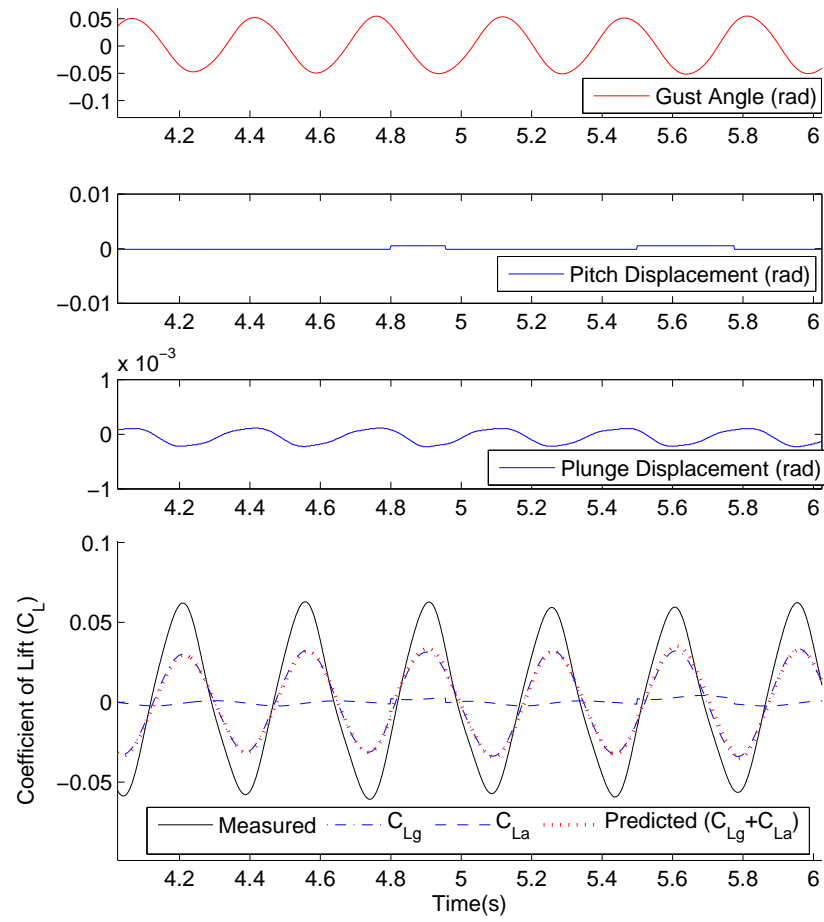 0.05
0
−0.05
−0.1
Gust Angle (rad)
4.2 4.4 4.6 4.8 5 5.2 5.4 5.6 5.8 6
0.01
0
−0.01
Pitch Displacement (rad)
4.2 4.4 4.6 4.8 5 5.2 5.4 5.6 5.8 6
x 10^−3
1
0
−1
Plunge Displacement (rad)
4.2 4.4 4.6 4.8 5 5.2 5.4 5.6 5.8 6
0.1
0.05
0
−0.05
Coefficient of Lift (C_L)
Measured C_Lg C_La Predicted (C_Lg+C_La)
4.2 4.4 4.6 4.8 5 5.2 5.4 5.6 5.8 6
Time(s)